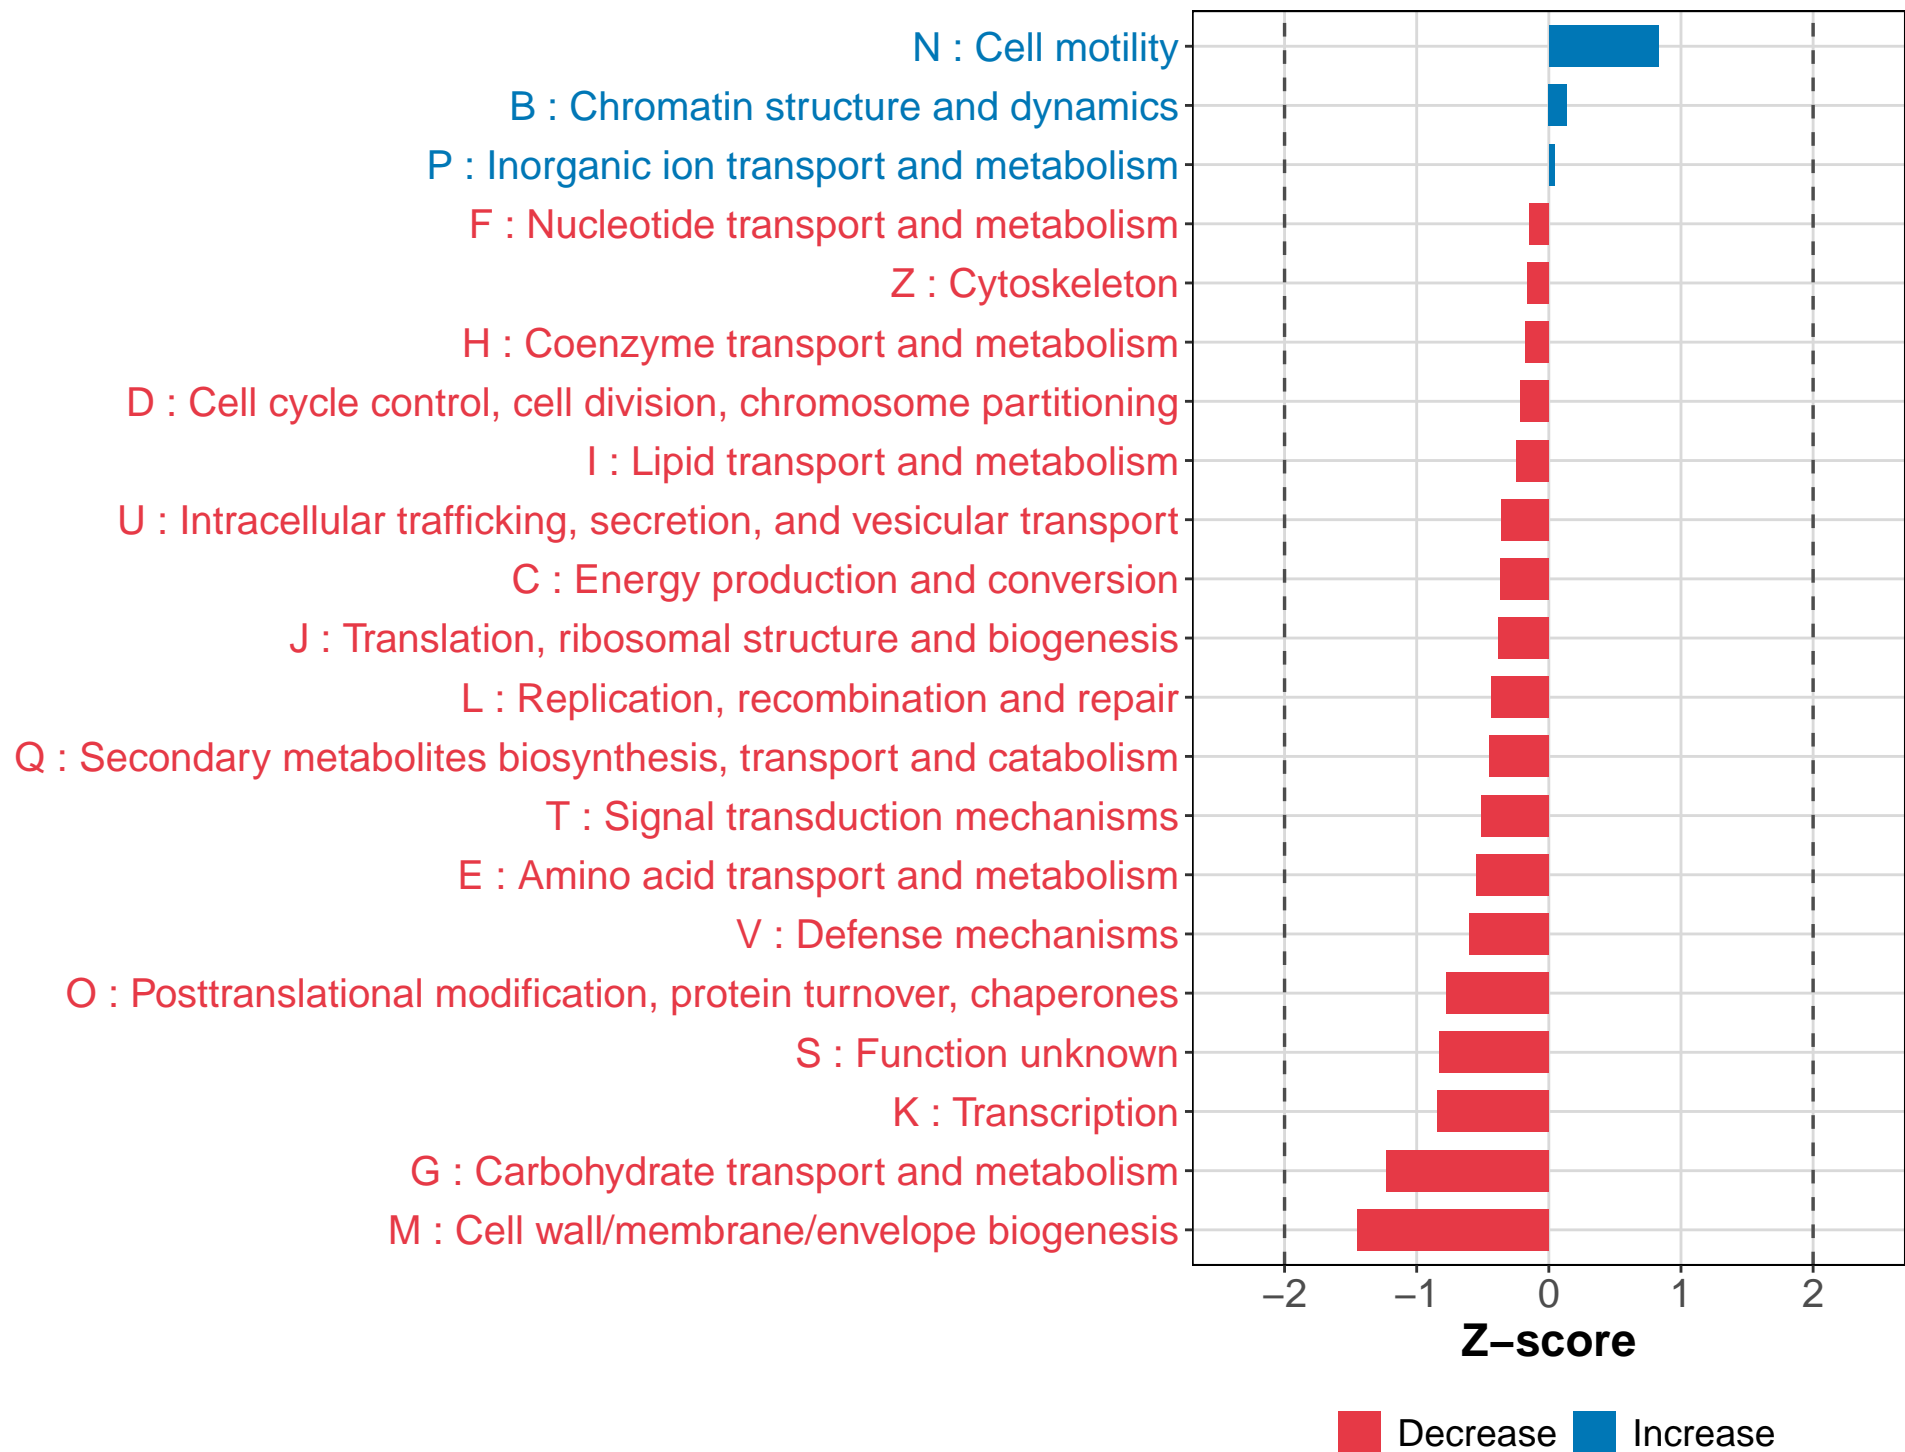 N : Cell motility
B : Chromatin structure and dynamics
P : Inorganic ion transport and metabolism
F : Nucleotide transport and metabolism
Z : Cytoskeleton
H : Coenzyme transport and metabolism
D : Cell cycle control, cell division, chromosome partitioning
I : Lipid transport and metabolism
U : Intracellular trafficking, secretion, and vesicular transport
C : Energy production and conversion
J : Translation, ribosomal structure and biogenesis
L : Replication, recombination and repair
Q : Secondary metabolites biosynthesis, transport and catabolism
T : Signal transduction mechanisms
E : Amino acid transport and metabolism
V : Defense mechanisms
O : Posttranslational modification, protein turnover, chaperones
S : Function unknown
K : Transcription
G : Carbohydrate transport and metabolism
M : Cell wall/membrane/envelope biogenesis
−2 −1 0 1 2
Z−score
Decrease Increase